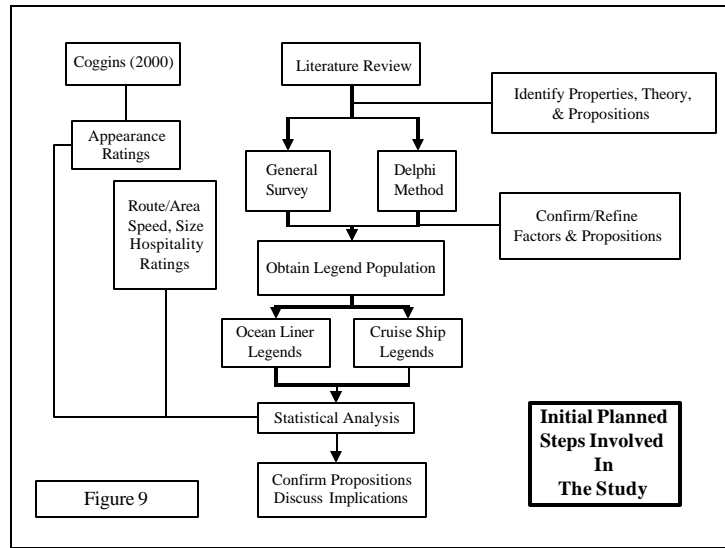 Coggins (2000)
Literature Review
Identify Properties, Theory,
& Propositions
Appearance
Ratings
General
Survey
Delphi
Method
Route/Area
Speed, Size
Hospitality
Ratings
Confirm/Refine
Factors & Propositions
Obtain Legend Population
Ocean Liner
Legends
Cruise Ship
Legends
Statistical Analysis
Confirm Propositions
Discuss Implications
Initial Planned
Steps Involved
In
The Study
Figure 9